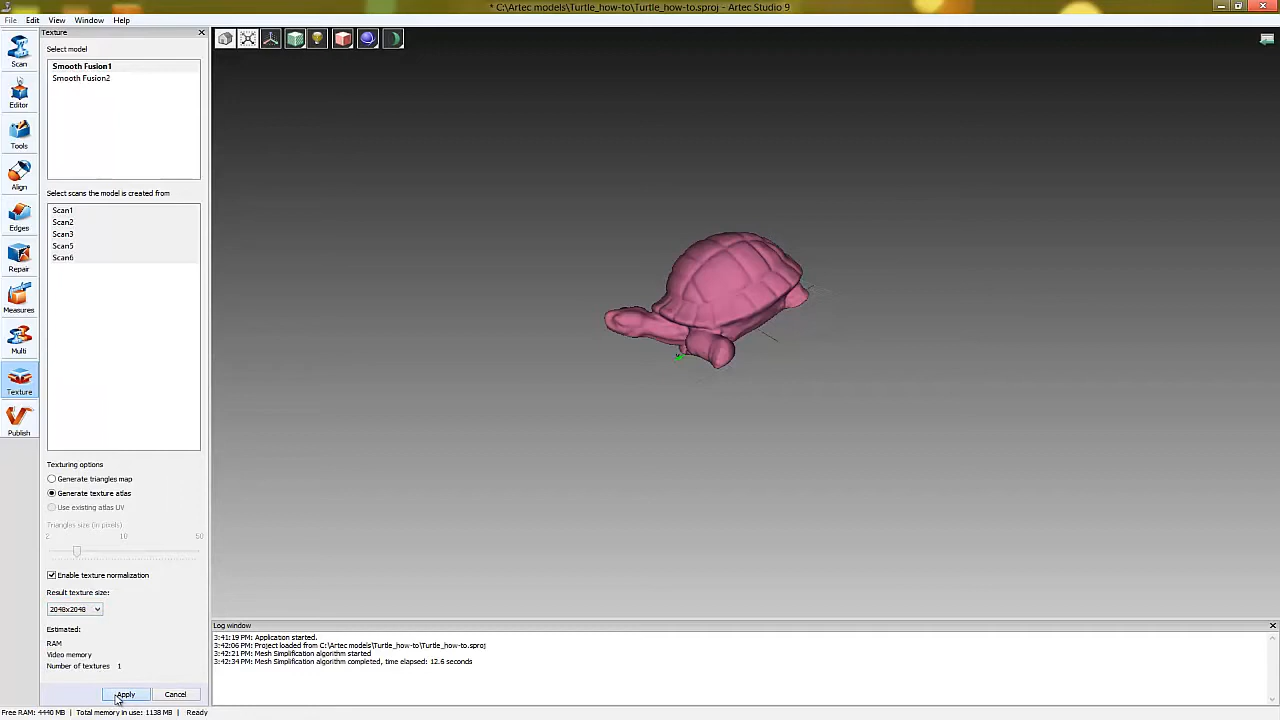 * C:\Artec models\Turtle_how-to\Turtle_how-to.sproj - Artec Studio 9
File Edit View Window Help
Texture
Select model
Smooth Fusion1
Smooth Fusion2
Select scans the model is created from
Scan1
Scan2
Scan3
Scan5
Scan6
Scan
Editor
Tools
Align
Edges
Repair
Measures
Multi
Texture
Publish
Texturing options
Generate triangles map
Generate texture atlas
Use existing atlas UV
Triangles size (in pixels)
2 10 50
Enable texture normalization
Result texture size:
2048x2048
Estimated:
RAM
Video memory
Number of textures 1
Apply Cancel
Log window
3:41:19 PM: Application started.
3:42:06 PM: Project loaded from C:\Artec models\Turtle_how-to\Turtle_how-to.sproj
3:42:21 PM: Mesh Simplification algorithm started
3:42:34 PM: Mesh Simplification algorithm completed, time elapsed: 12.6 seconds
Free RAM: 4440 MB | Total memory in use: 1138 MB | Ready